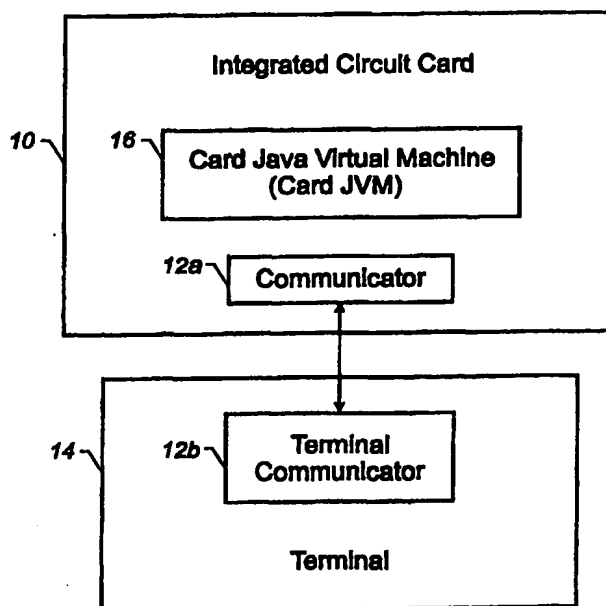 Integrated Circuit Card
10
16
Card Java Virtual Machine
(Card JVM)
12a
Communicator
14
12b
Terminal
Communicator
Terminal